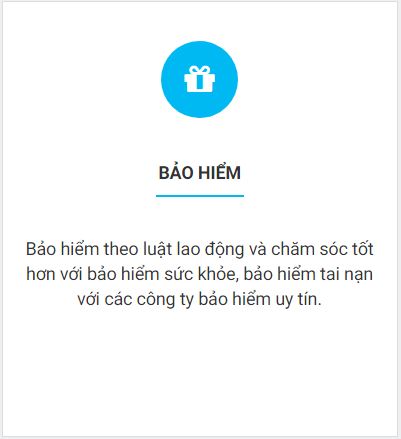 BẢO HIỂM
Bảo hiểm theo luật lao động và chăm sóc tốt
hơn với bảo hiểm sức khỏe, bảo hiểm tai nạn
với các công ty bảo hiểm uy tín.